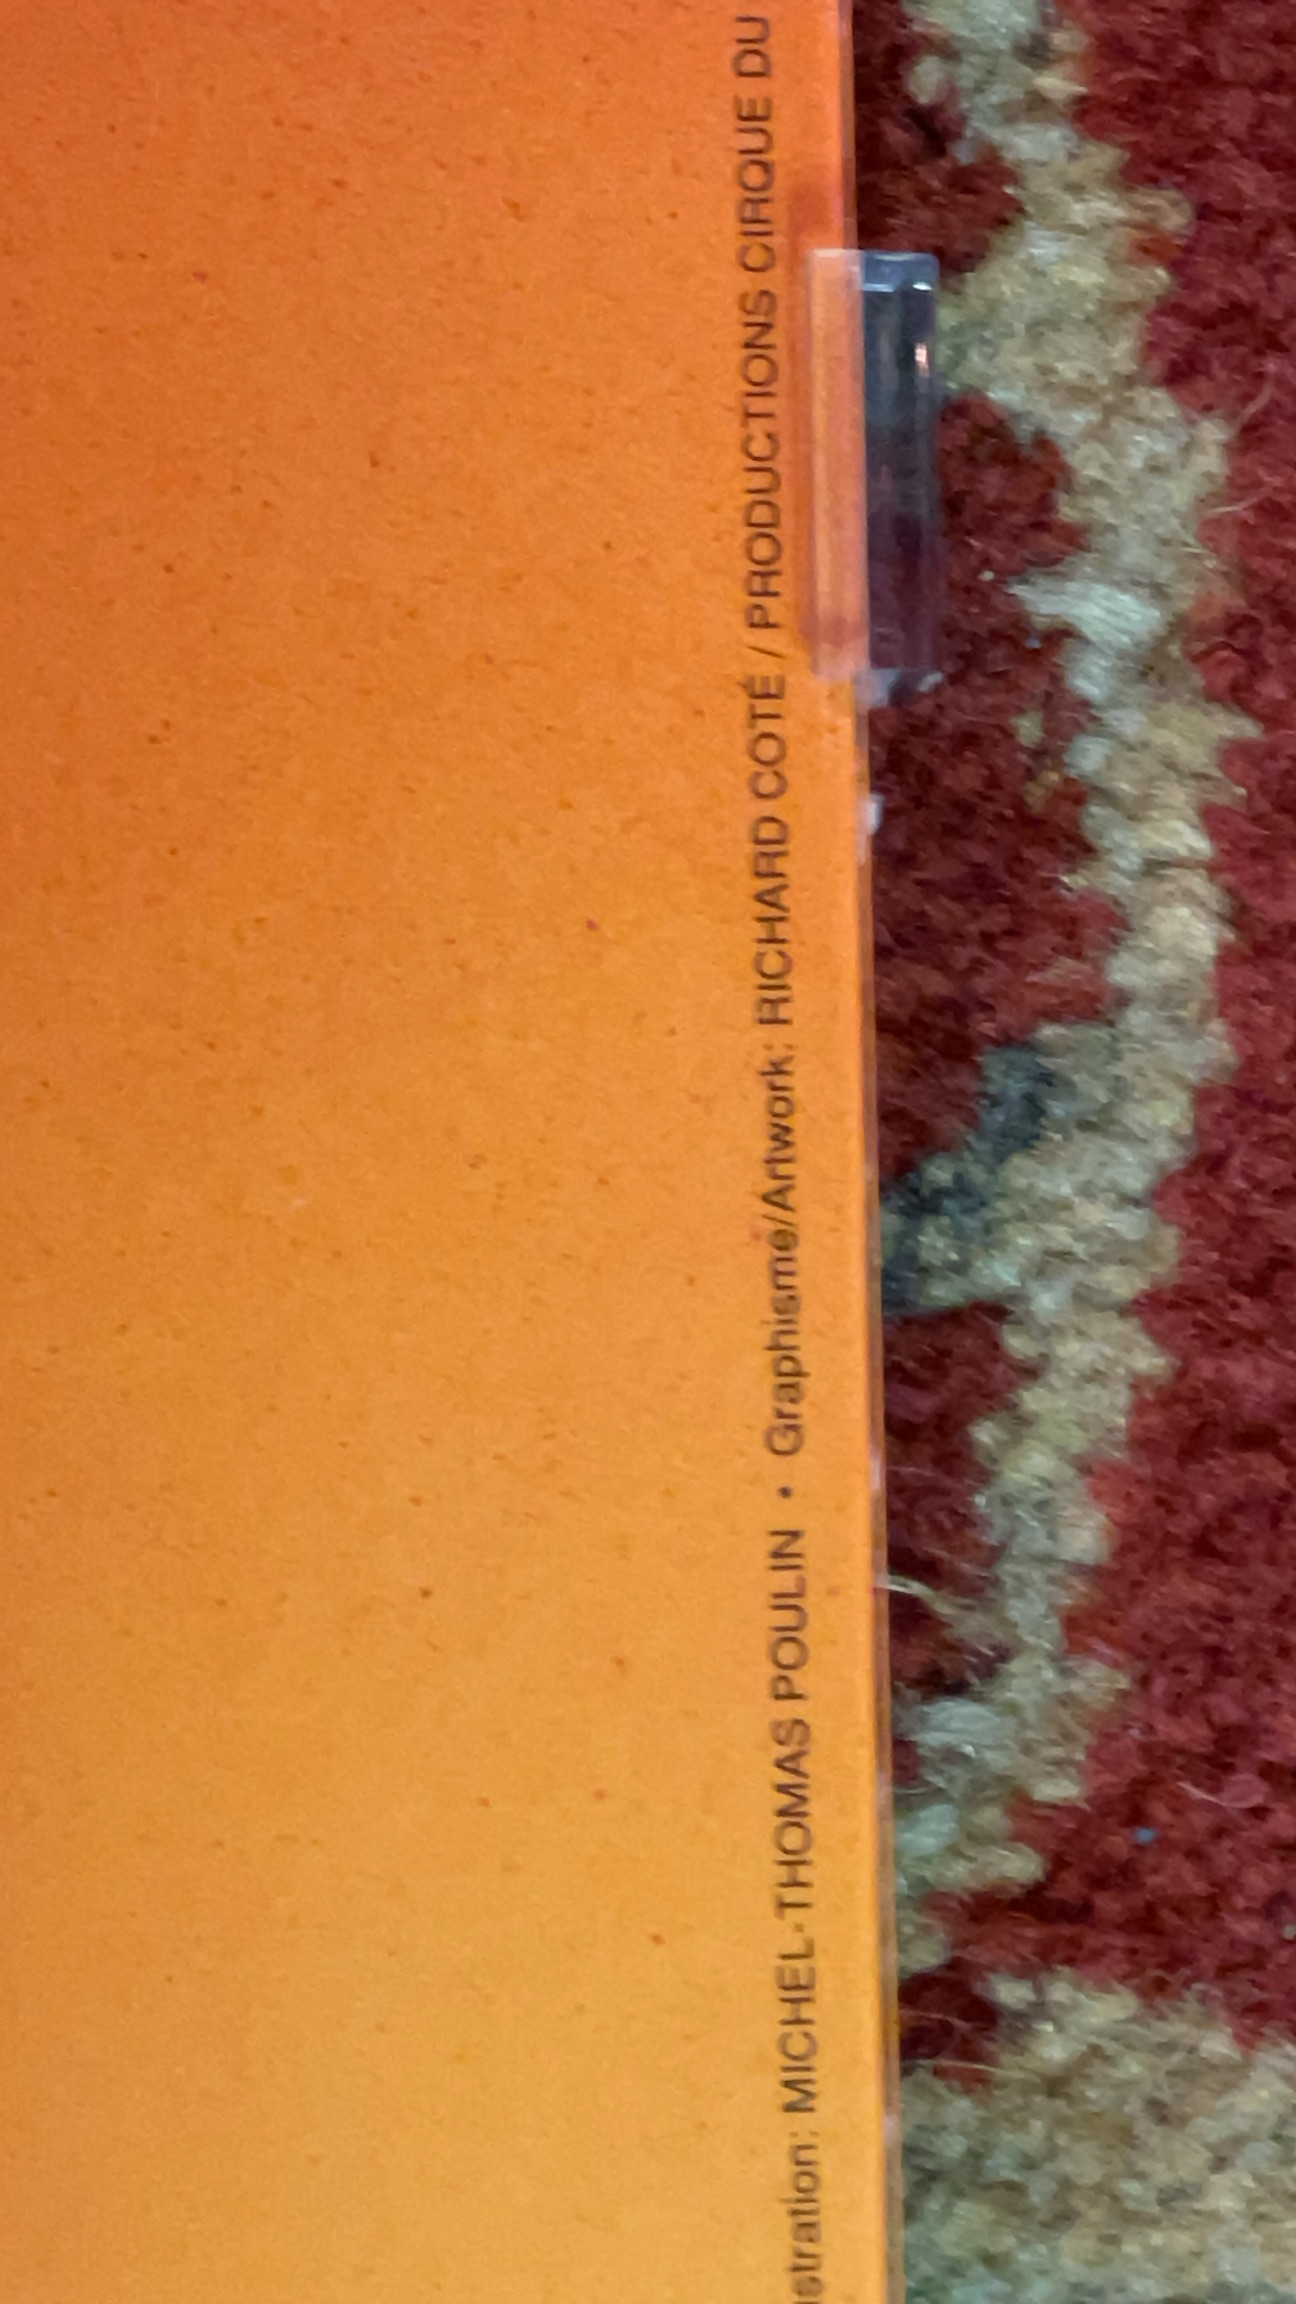 stration: MICHEL-THOMAS POULIN • Graphisme/Artwork: RICHARD COTÉ / PRODUCTIONS CIRQUE DU